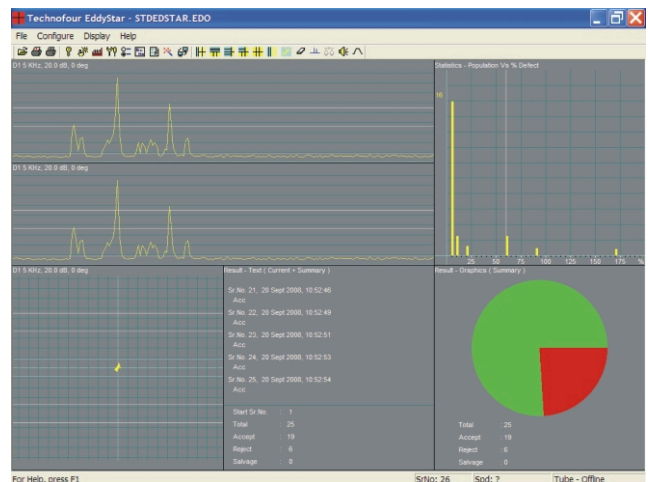 Technofour EddyStar - STDEDSTAR.EDO
File Configure Display Help
D1 5 KHz, 20.0 dB, 0 deg
Statistics - Population Vs % Defect
16
D1 5 KHz, 20.0 dB, 0 deg
25 50 75 100 125 150 175 %
D1 5 KHz, 20.0 dB, 0 deg
Result - Text ( Current + Summary )
Sr.No. 21, 20 Sept 2008, 10:52:46
Acc
Sr.No. 22, 20 Sept 2008, 10:52:49
Acc
Sr.No. 23, 20 Sept 2008, 10:52:51
Acc
Sr.No. 24, 20 Sept 2008, 10:52:53
Acc
Sr.No. 25, 20 Sept 2008, 10:52:54
Acc
Start Sr No. : 1
Total : 25
Accept : 19
Reject : 6
Salvage : 0
Result - Graphics ( Summary )
Total : 25
Accept : 19
Reject : 6
Salvage : 0
For Help, press F1
SrNo: 26
Spd: ?
Tube - Offline